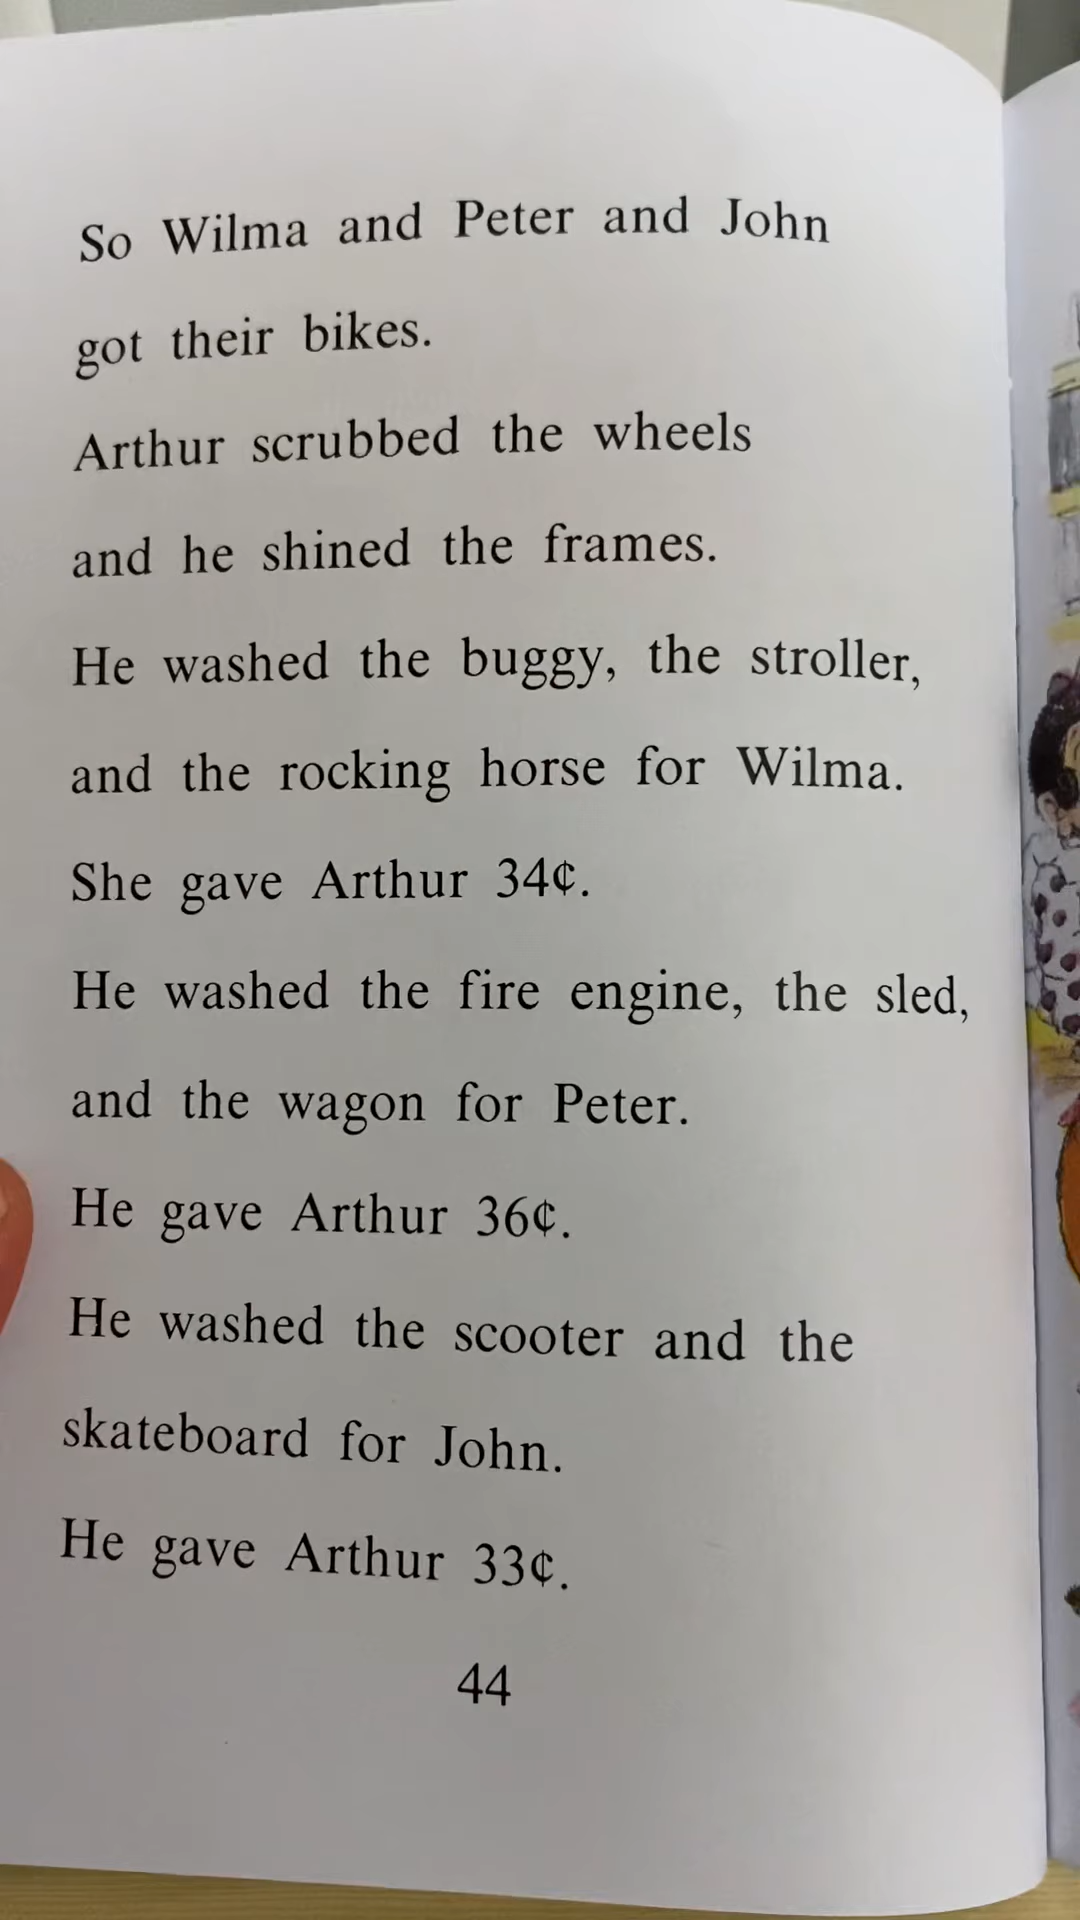 So Wilma and Peter and John
got their bikes.
Arthur scrubbed the wheels
and he shined the frames.
He washed the buggy, the stroller,
and the rocking horse for Wilma.
She gave Arthur 34¢.
He washed the fire engine, the sled,
and the wagon for Peter.
He gave Arthur 36¢.
He washed the scooter and the
skateboard for John.
He gave Arthur 33¢.
44